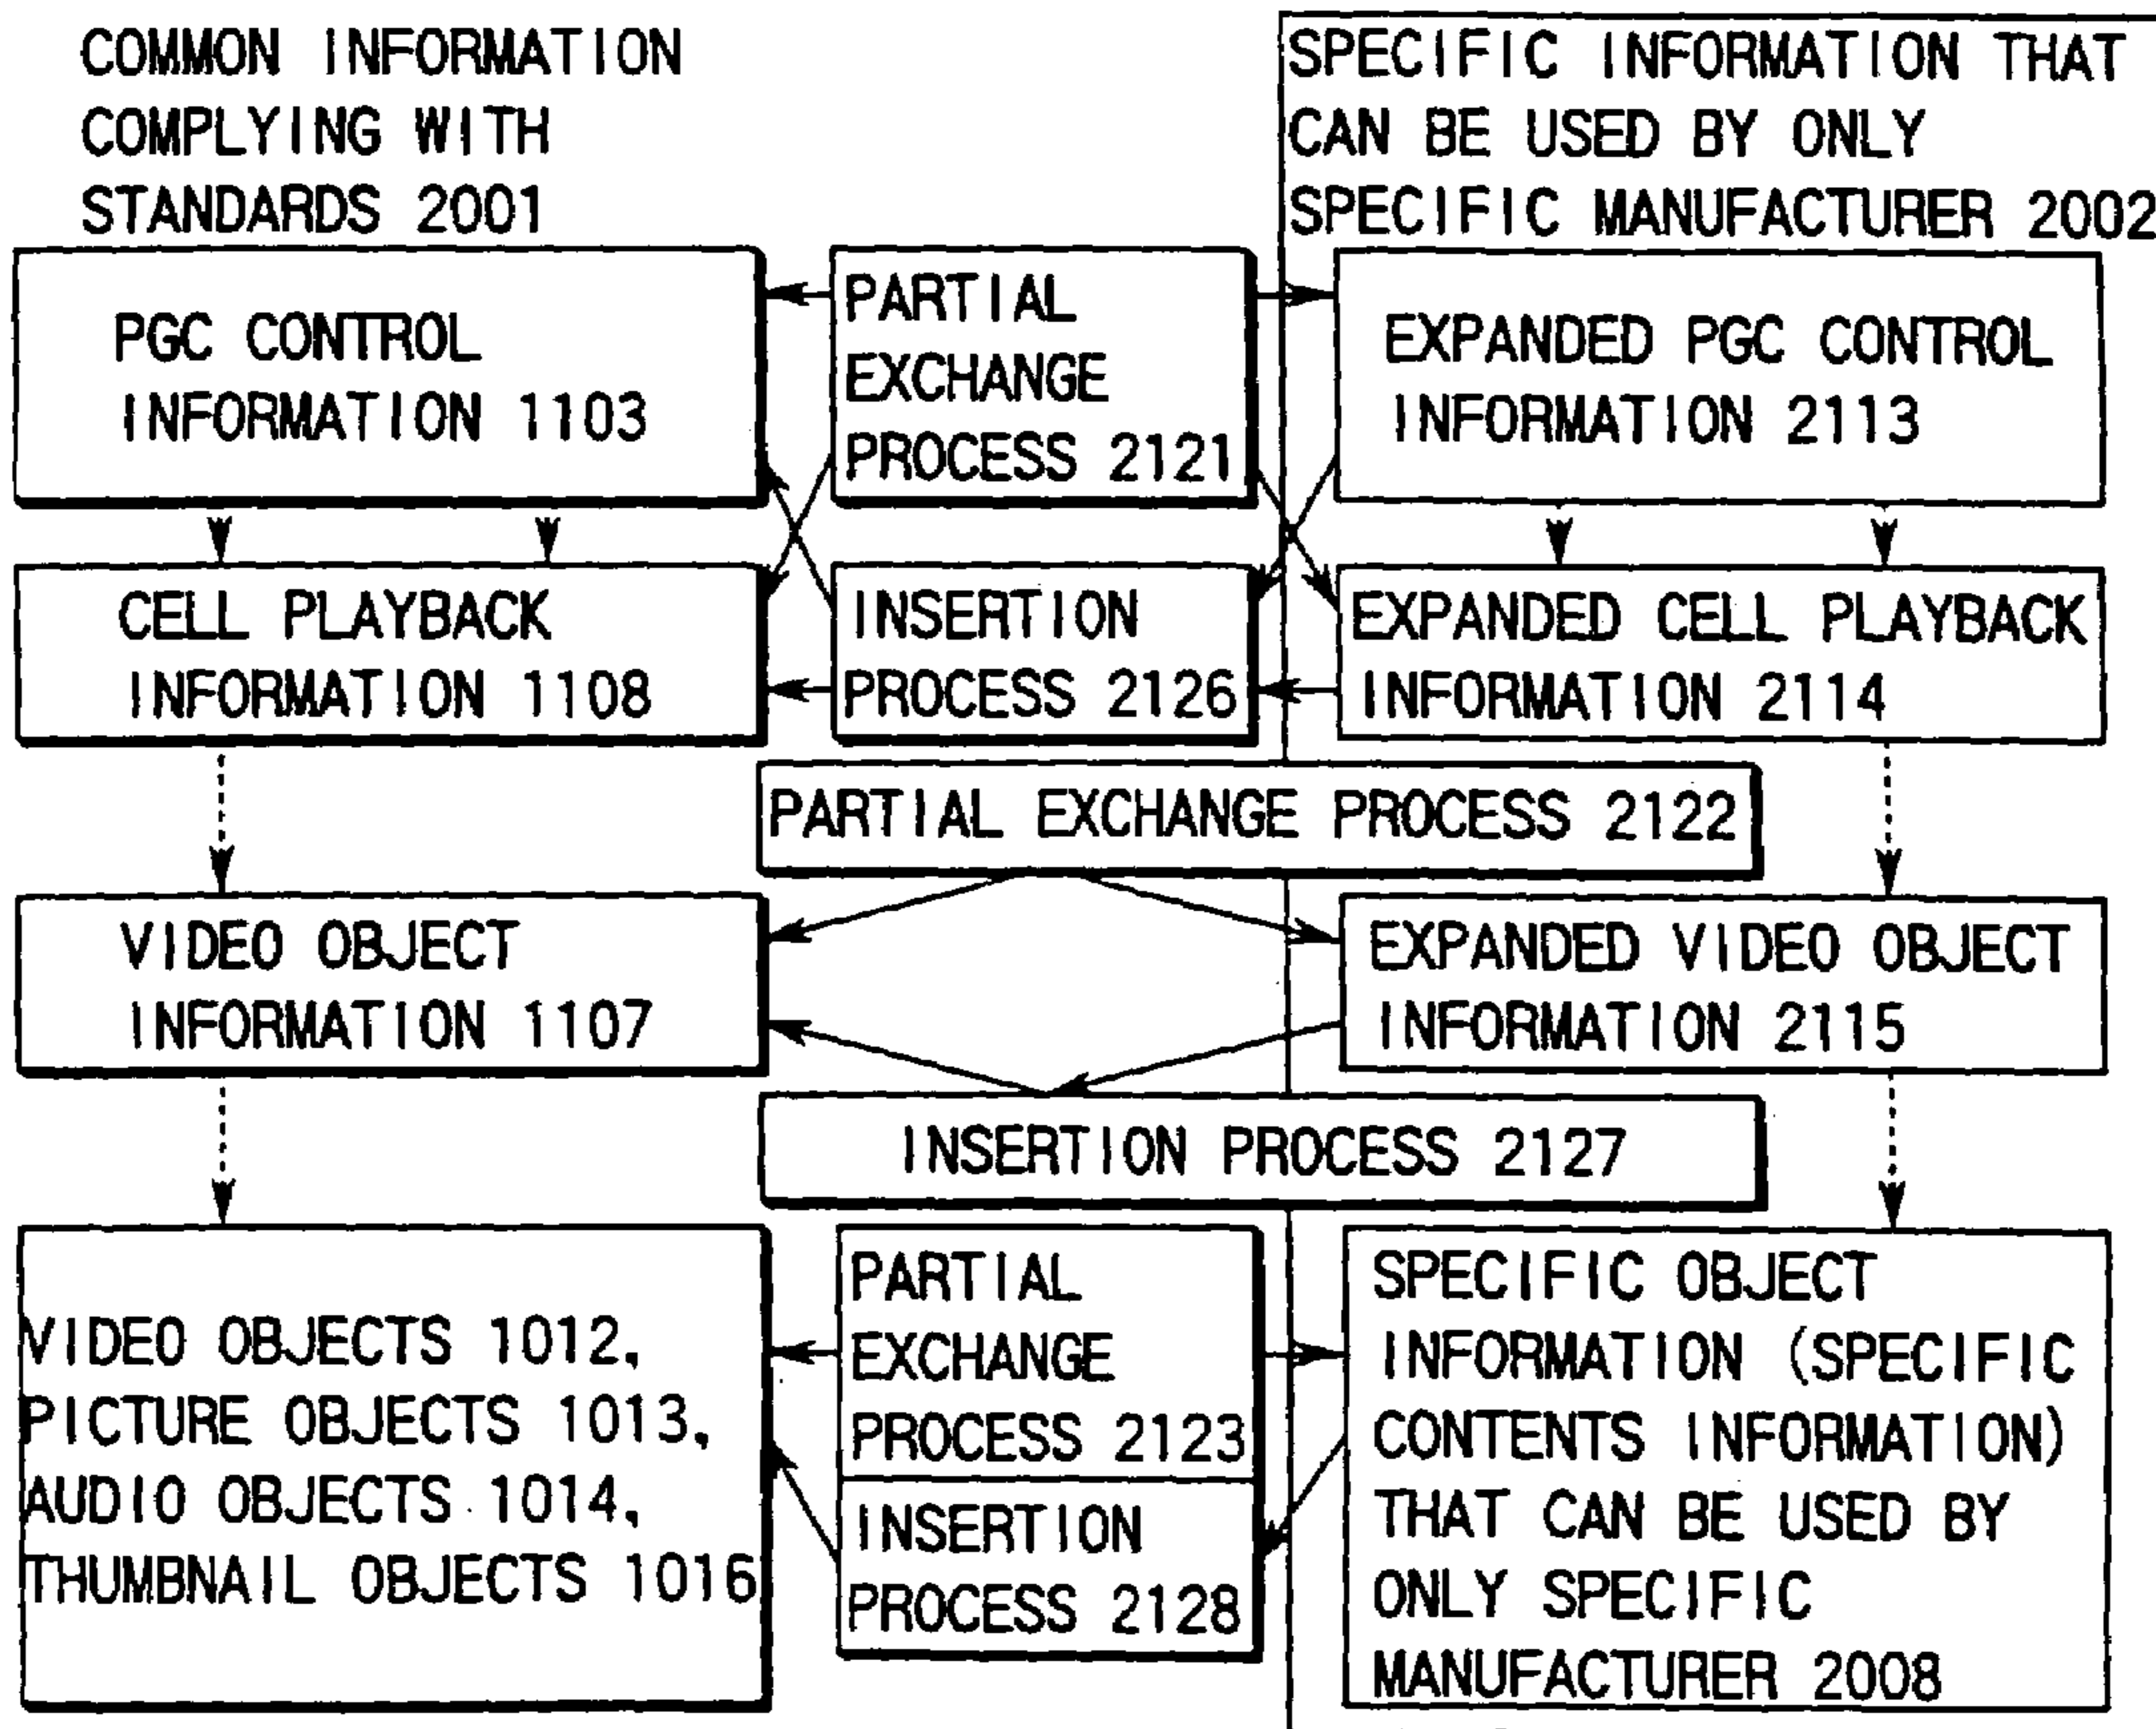 COMMON INFORMATION
COMPLYING WITH
STANDARDS 2001
SPECIFIC INFORMATION THAT
CAN BE USED BY ONLY
SPECIFIC MANUFACTURER 2002
PGC CONTROL
INFORMATION 1103
PARTIAL
EXCHANGE
PROCESS 2121
EXPANDED PGC CONTROL
INFORMATION 2113
CELL PLAYBACK
INFORMATION 1108
INSERTION
PROCESS 2126
EXPANDED CELL PLAYBACK
INFORMATION 2114
PARTIAL EXCHANGE PROCESS 2122
VIDEO OBJECT
INFORMATION 1107
EXPANDED VIDEO OBJECT
INFORMATION 2115
INSERTION PROCESS 2127
VIDEO OBJECTS 1012,
PICTURE OBJECTS 1013,
AUDIO OBJECTS 1014,
THUMBNAIL OBJECTS 1016
PARTIAL
EXCHANGE
PROCESS 2123
INSERTION
PROCESS 2128
SPECIFIC OBJECT
INFORMATION (SPECIFIC
CONTENTS INFORMATION)
THAT CAN BE USED BY
ONLY SPECIFIC
MANUFACTURER 2008